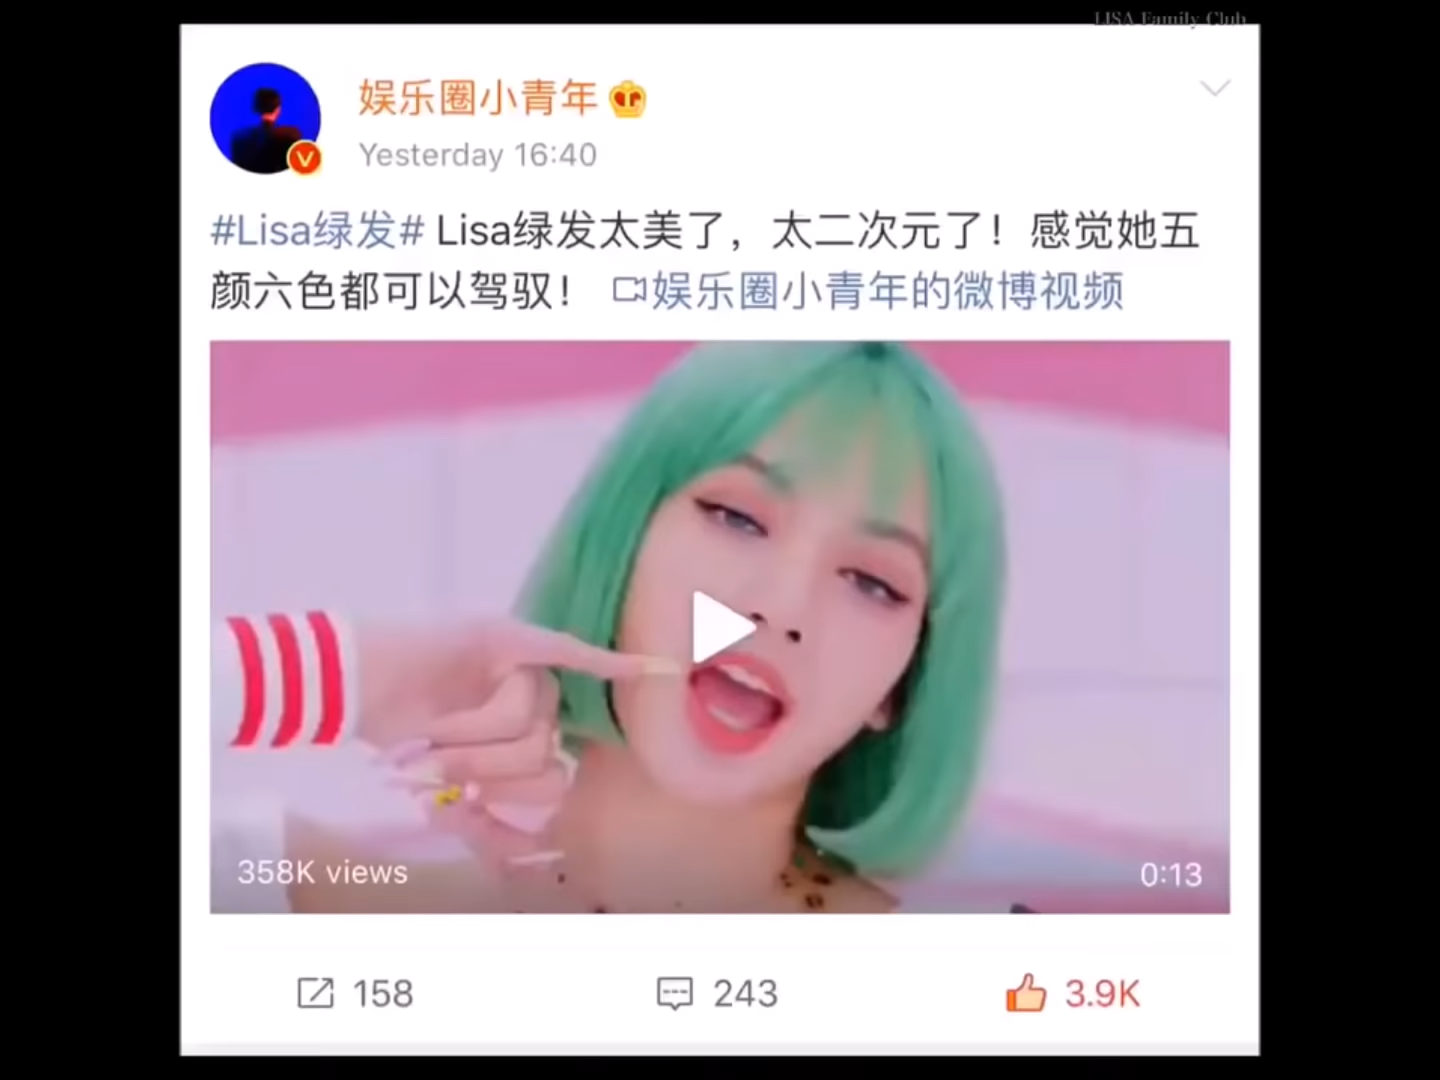 LISA Family Club
娱乐圈小青年
Yesterday 16:40
#Lisa绿发# Lisa绿发太美了，太二次元了！感觉她五
颜六色都可以驾驭！ 娱乐圈小青年的微博视频
358K views
0:13
158
243
3.9K